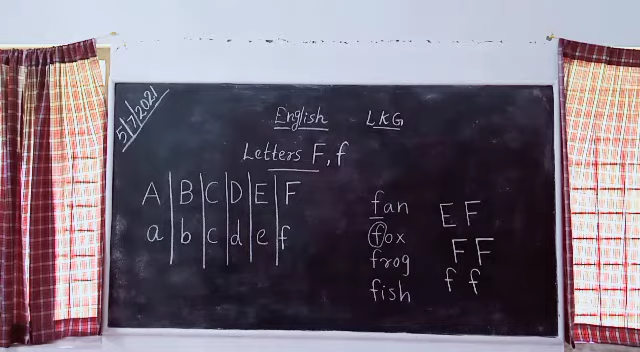 5/7/2021
English LKG
Letters F, f
A B C D E F
a b c d e f
fan E F
fox F F
frog f f
fish